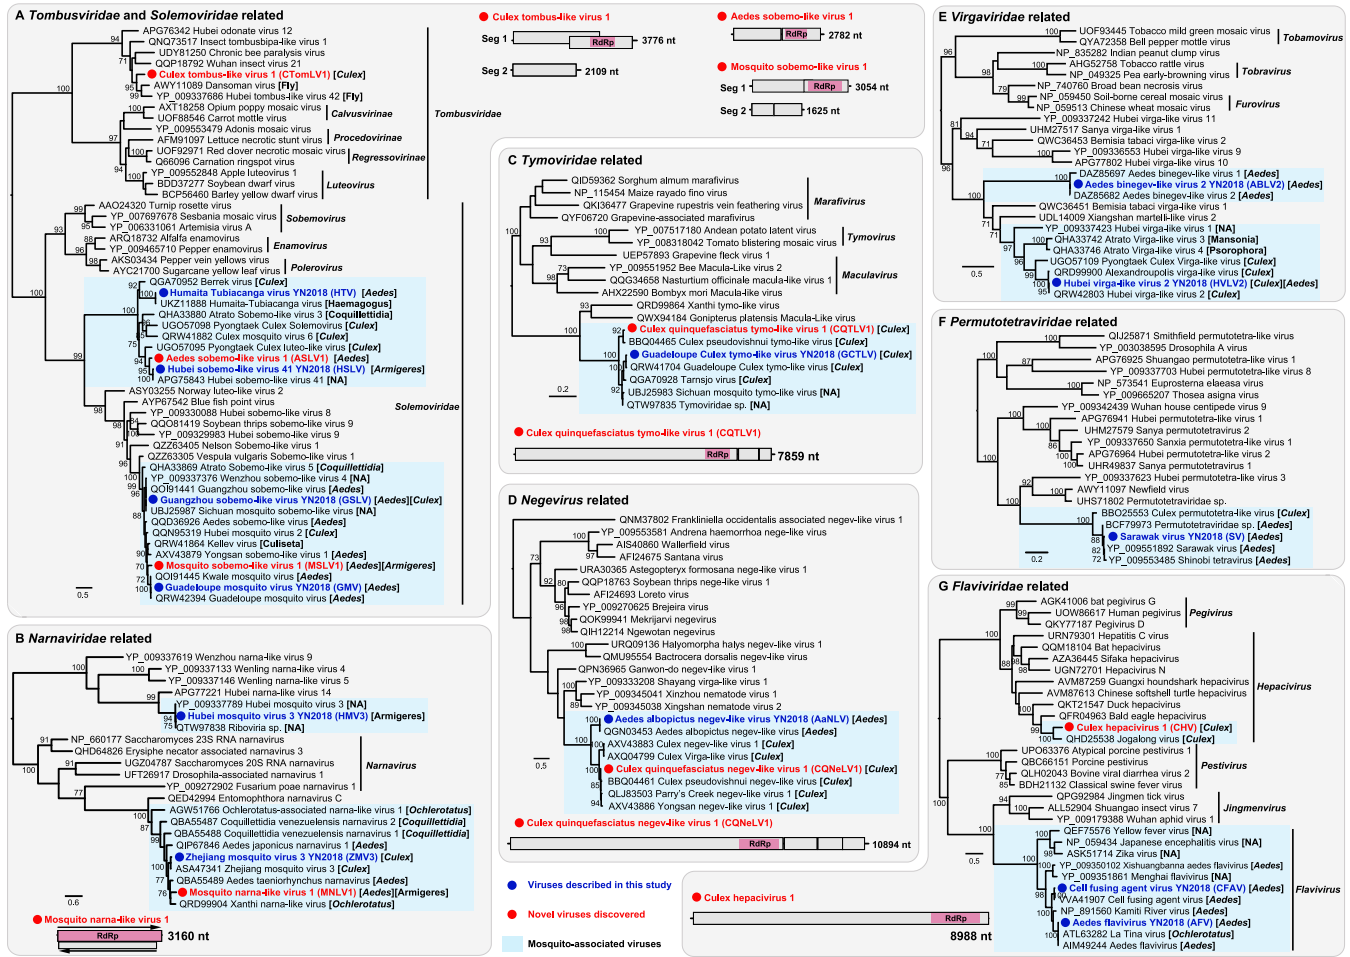 A Tombusviridae and Solemoviridae related
APG76342 Hubei odonate virus 12
QNQ73517 Insect tombusbipa-like virus 1
UDY81250 Chronic bee paralysis virus
QQP18792 Wuhan insect virus 21
Culex tombus-like virus 1 (CTomLV1) [Culex]
AWY11089 Dansoman virus [Fly]
YP_009337686 Hubei tombus-like virus 42 [Fly]
AXT18258 Opium poppy mosaic virus
UOF88546 Carrot mottle virus
Calvusvirinae
YP_009553479 Adonis mosaic virus
AFM91097 Lettuce necrotic stunt virus
Procedovirinae
UOF92971 Red clover necrotic mosaic virus
Q66096 Carnation ringspot virus
Regressovirinae
YP_009552848 Apple luteovirus 1
BDD37277 Soybean dwarf virus
BCP56460 Barley yellow dwarf virus
Luteovirus
Tombusviridae
AAO24320 Turnip rosette virus
YP_007697678 Sesbania mosaic virus
YP_006331061 Artemisia virus A
Sobemovirus
ARQ18732 Alfalfa enamovirus
YP_009465710 Pepper enamovirus
Enamovirus
AKS03434 Pepper vein yellows virus
AYC21700 Sugarcane yellow leaf virus
Polerovirus
QGA70952 Berrek virus [Culex]
Humaita Tubiacanga virus YN2018 (HTV) [Aedes]
UKZ11888 Humaita-Tubiacanga virus [Haemagogus]
QHA33880 Atrato Sobemo-like virus 3 [Coquillettidia]
UGO57098 Pyongtaek Culex Solemovirus [Culex]
QRW41882 Culex mosquito virus 6 [Culex]
UGO57095 Pyongtaek Culex luteo-like virus [Culex]
Aedes sobemo-like virus 1 (ASLV1) [Aedes]
Hubei sobemo-like virus 41 YN2018 (HSLV) [Armigeres]
APG75843 Hubei sobemo-like virus 41 [NA]
ASY03255 Norway luteo-like virus 2
AYP67542 Blue fish point virus
YP_009330088 Hubei sobemo-like virus 8
QQO81419 Soybean thrips sobemo-like virus 9
YP_009329983 Hubei sobemo-like virus 9
QZZ63405 Nelson Sobemo-like virus 1
QZZ63305 Vespula vulgaris Sobemo-like virus 1
QHA33869 Atrato Sobemo-like virus 5 [Coquillettidia]
YP_009337376 Wenzhou sobemo-like virus 4 [NA]
QOI91441 Guangzhou sobemo-like virus [Aedes]
Guangzhou sobemo-like virus YN2018 (GSLV) [Aedes][Culex]
UBJ25987 Sichuan mosquito sobemo-like virus [NA]
QQD36926 Aedes sobemo-like virus [Aedes]
QQN95319 Hubei mosquito virus 2 [Culex]
QRW41864 Kellev virus [Culiseta]
AXV43879 Yongsan sobemo-like virus 1 [Aedes]
Mosquito sobemo-like virus 1 (MSLV1) [Aedes][Armigeres]
QOI91445 Kwale mosquito virus [Aedes]
Guadeloupe mosquito virus YN2018 (GMV) [Aedes]
QRW42394 Guadeloupe mosquito virus [Aedes]
Solemoviridae
0.5
Culex tombus-like virus 1
Seg 1
RdRp
3776 nt
Seg 2
2109 nt
Aedes sobemo-like virus 1
RdRp
2782 nt
Mosquito sobemo-like virus 1
Seg 1
RdRp
3054 nt
Seg 2
1625 nt
B Narnaviridae related
YP_009337619 Wenzhou narna-like virus 9
YP_009337133 Wenling narna-like virus 4
YP_009337146 Wenling narna-like virus 5
APG77221 Hubei narna-like virus 14
YP_009337789 Hubei mosquito virus 3 [NA]
Hubei mosquito virus 3 YN2018 (HMV3) [Armigeres]
QTW97838 Riboviria sp. [NA]
NP_660177 Saccharomyces 23S RNA narnavirus
QHD64826 Erysiphe necator associated narnavirus 3
UGZ04787 Saccharomyces 20S RNA narnavirus
UFT26917 Drosophila-associated narnavirus 1
YP_009272902 Fusarium poae narnavirus 1
Narnavirus
QED42994 Entomophthora narnavirus C
AGW51766 Ochlerotatus-associated narna-like virus 1 [Ochlerotatus]
QBA55487 Coquillettidia venezuelensis narnavirus 2 [Coquillettidia]
QBA55488 Coquillettidia venezuelensis narnavirus 1 [Coquillettidia]
QIP67846 Aedes japonicus narnavirus 1 [Aedes]
Zhejiang mosquito virus 3 YN2018 (ZMV3) [Culex]
ASA47341 Zhejiang mosquito virus 3 [Culex]
QBA55489 Aedes taeniorhynchus narnavirus [Aedes]
Mosquito narna-like virus 1 (MNLV1) [Aedes][Armigeres]
QRD99904 Xanthi narna-like virus [Ochlerotatus]
0.6
Mosquito narna-like virus 1
RdRp
3160 nt
C Tymoviridae related
QID59362 Sorghum almum marafivirus
NP_115454 Maize rayado fino virus
QKI36477 Grapevine rupestris vein feathering virus
QYF06720 Grapevine-associated marafivirus
Marafivirus
YP_007517180 Andean potato latent virus
YP_008318042 Tomato blistering mosaic virus
Tymovirus
UEP57893 Grapevine fleck virus 1
YP_009551952 Bee Macula-Like virus 2
QQG34658 Nasturtium officinale macula-like virus 1
AHX22590 Bombyx mori Macula-like virus
Maculavirus
QRD99864 Xanthi tymo-like virus
QWX94184 Gonipterus platensis Macula-Like virus
Culex quinquefasciatus tymo-like virus 1 (CQTLV1) [Culex]
BBQ04465 Culex pseudovishnui tymo-like virus [Culex]
Guadeloupe Culex tymo-like virus YN2018 (GCTLV) [Culex]
QRW41704 Guadeloupe Culex tymo-like virus [Culex]
QGA70928 Tarnsjo virus [Culex]
UBJ25983 Sichuan mosquito tymo-like virus [NA]
QTW97835 Tymoviridae sp. [NA]
0.2
Culex quinquefasciatus tymo-like virus 1 (CQTLV1)
RdRp
7859 nt
D Negevirus related
QNM37802 Frankliniella occidentalis associated negev-like virus 1
YP_009553581 Andrena haemorrhoa nege-like virus
AIS40860 Wallerfield virus
AFI24675 Santana virus
URA30365 Astegopteryx formosana nege-like virus 1
QQP18763 Soybean thrips nege-like virus 1
AFI24693 Loreto virus
YP_009270625 Brejeira virus
QOK99941 Mekrijarvi negevirus
QIH12214 Ngewotan negevirus
URQ09136 Halyomorpha halys negev-like virus 1
QMU95554 Bactrocera dorsalis negev-like virus
QPN36965 Ganwon-do negev-like virus 1
YP_009333208 Shayang virga-like virus 1
YP_009345041 Xinzhou nematode virus 1
YP_009345038 Xingshan nematode virus 2
Aedes albopictus negev-like virus YN2018 (AaNLV) [Aedes]
QGN03453 Aedes albopictus negev-like virus [Aedes]
AXV43883 Culex negev-like virus 1 [Culex]
AXQ04799 Culex Virga-like virus [Culex]
Culex quinquefasciatus negev-like virus 1 (CQNeLV1) [Culex]
BBQ04461 Culex pseudovishnui negev-like virus [Culex]
QLJ83503 Parry's Creek negev-like virus 1 [Culex]
AXV43886 Yongsan negev-like virus 1 [Culex]
0.5
Culex quinquefasciatus negev-like virus 1 (CQNeLV1)
RdRp
10894 nt
Viruses described in this study
Novel viruses discovered
Mosquito-associated viruses
E Virgaviridae related
UOF93445 Tobacco mild green mosaic virus
QYA72358 Bell pepper mottle virus
Tobamovirus
NP_835282 Indian peanut clump virus
AHG52758 Tobacco rattle virus
NP_049325 Pea early-browning virus
Tobravirus
NP_740760 Broad bean necrosis virus
NP_059450 Soil-borne cereal mosaic virus
NP_059513 Chinese wheat mosaic virus
Furovirus
YP_009337242 Hubei virga-like virus 11
UHM27517 Sanya virga-like virus 1
QWC36453 Bemisia tabaci virga-like virus 2
YP_009336553 Hubei virga-like virus 9
APG77802 Hubei virga-like virus 10
DAZ85697 Aedes binegev-like virus 1 [Aedes]
Aedes binegev-like virus 2 YN2018 (ABLV2) [Aedes]
DAZ85682 Aedes binegev-like virus 2 [Aedes]
QWC36451 Bemisia tabaci virga-like virus 1
UDL14009 Xiangshan martelli-like virus 2
YP_009337423 Hubei virga-like virus 1 [NA]
QHA33742 Atrato Virga-like virus 3 [Mansonia]
QHA33746 Atrato Virga-like virus 4 [Psorophora]
UGO57109 Pyongtaek Culex Virga-like virus [Culex]
QRD99900 Alexandroupolis virga-like virus [Culex]
Hubei virga-like virus 2 YN2018 (HVLV2) [Culex][Aedes]
QRW42803 Hubei virga-like virus 2 [Culex]
0.5
F Permutotetraviridae related
QIJ25871 Smithfield permutotetra-like virus
YP_003038595 Drosophila A virus
APG76925 Shuangao permutotetra-like virus 1
YP_009337703 Hubei permutotetra-like virus 8
NP_573541 Euprosterna elaeasa virus
YP_009665207 Thosea asigna virus
YP_009342439 Wuhan house centipede virus 9
APG76941 Hubei permutotetra-like virus 1
UHM27579 Sanya permutotetravirus 2
YP_009337650 Sanxia permutotetra-like virus 1
APG76964 Hubei permutotetra-like virus 2
UHR49837 Sanya permutotetravirus 1
YP_009337623 Hubei permutotetra-like virus 3
AWY11097 Newfield virus
UHS71802 Permutotetraviridae sp.
BBO25553 Culex permutotetra-like virus [Culex]
BCF79973 Permutotetraviridae sp. [Aedes]
Sarawak virus YN2018 (SV) [Aedes]
YP_009551892 Sarawak virus [Aedes]
YP_009553485 Shinobi tetravirus [Aedes]
0.2
G Flaviviridae related
AGK41006 bat pegivirus G
UOW86617 Human pegivirus
QKY77187 Pegivirus D
Pegivirus
URN79301 Hepatitis C virus
QQM18104 Bat hepacivirus
AZA36445 Sifaka hepacivirus
UGN72701 Hepacivirus N
AVM87259 Guangxi houndshark hepacivirus
AVM87613 Chinese softshell turtle hepacivirus
QKT21547 Duck hepacivirus
QFR04963 Bald eagle hepacivirus
Culex hepacivirus 1 (CHV) [Culex]
QHD25538 Jogalong virus [Culex]
Hepacivirus
UPO63376 Atypical porcine pestivirus 1
QBC66151 Porcine pestivirus
QLH02043 Bovine viral diarrhea virus 2
BDH21132 Classical swine fever virus
Pestivirus
QPG92984 Jingmen tick virus
ALL52904 Shuangao insect virus 7
YP_009179388 Wuhan aphid virus 1
Jingmenvirus
QEF75576 Yellow fever virus [NA]
NP_059434 Japanese encephalitis virus [NA]
ASK51714 Zika virus [NA]
YP_009350102 Xishuangbanna aedes flavivirus [Aedes]
YP_009351861 Menghai flavivirus [NA]
Cell fusing agent virus YN2018 (CFAV) [Aedes]
VVA41907 Cell fusing agent virus [Aedes]
NP_891560 Kamiti River virus [Aedes]
Aedes flavivirus YN2018 (AFV) [Aedes]
ATL63282 La Tina virus [Ochlerotatus]
AIM49244 Aedes flavivirus [Aedes]
Flavivirus
0.5
Culex hepacivirus 1
RdRp
8988 nt